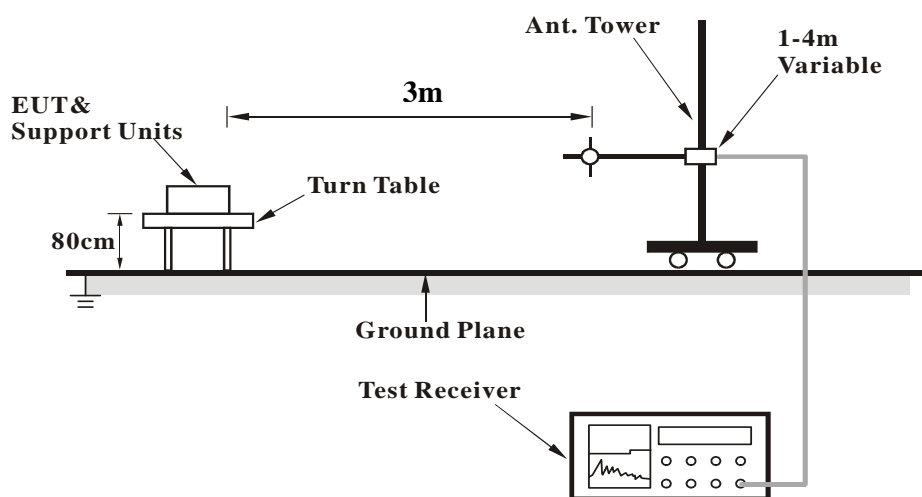 Ant. Tower
1-4m
Variable
3m
EUT&
Support Units
Turn Table
80cm
Ground Plane
Test Receiver